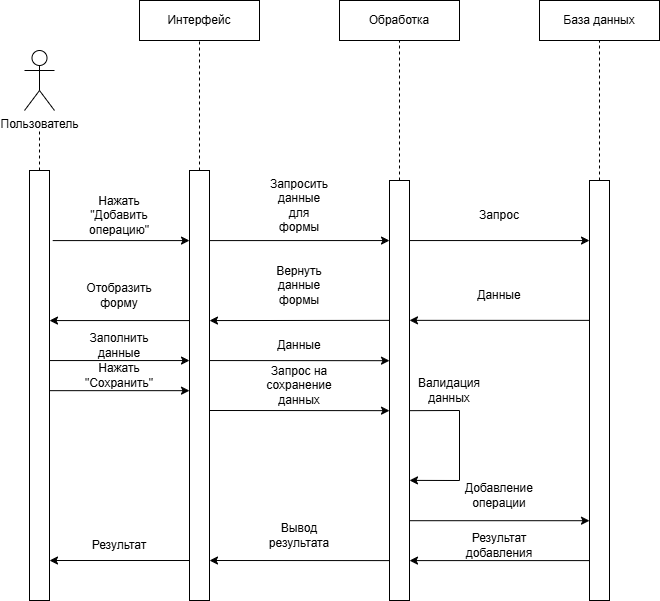 Интерфейс
Обработка
База данных
Пользователь
Нажать
"Добавить
операцию"
Запросить
данные
для
формы
Запрос
Отобразить
форму
Вернуть
данные
формы
Данные
Заполнить
данные
Данные
Нажать
"Сохранить"
Запрос на
сохранение
данных
Валидация
данных
Добавление
операции
Результат
Вывод
результата
Результат
добавления